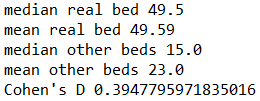 median real bed 49.5
mean real bed 49.59
median other beds 15.0
mean other beds 23.0
Cohen's D 0.3947795971835016